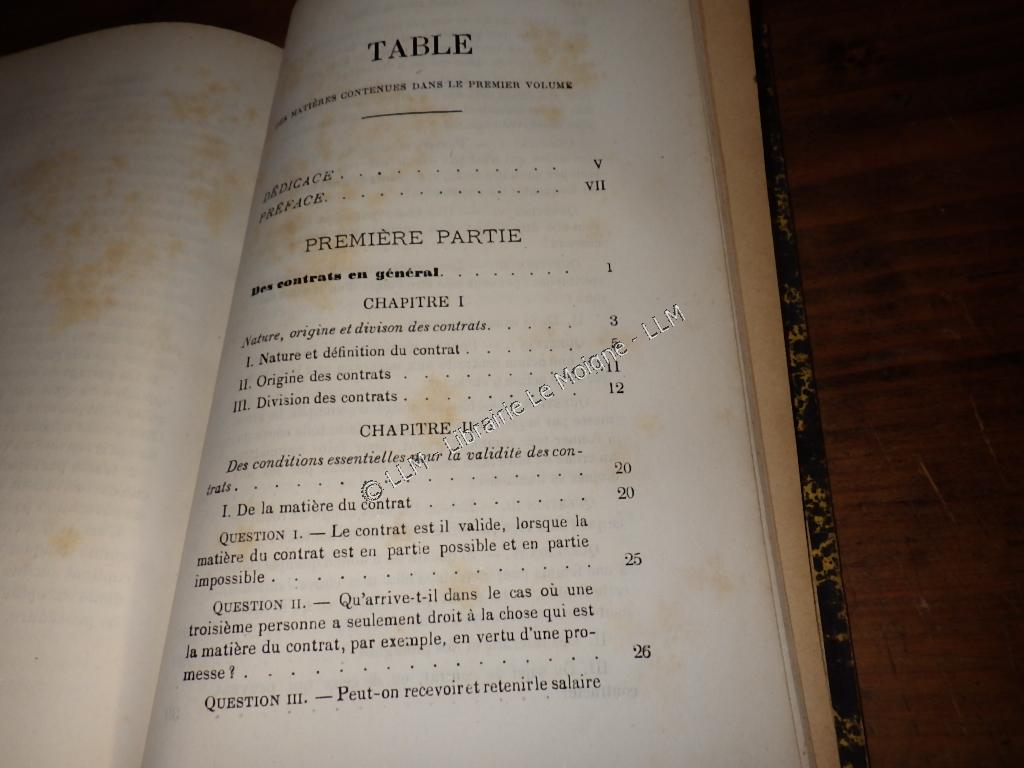 TABLE
DES MATIÈRES CONTENUES DANS LE PREMIER VOLUME
DÉDICACE . . . . . . . . . . . . V
PRÉFACE. . . . . . . . . . . . . VII
PREMIÈRE PARTIE
Des contrats en général. . . . . . . . 1
CHAPITRE I
Nature, origine et divison des contrats. . . . . 3
I. Nature et définition du contrat . . . . . . 5
II. Origine des contrats . . . . . . . . . 11
III. Division des contrats . . . . . . . . . 12
CHAPITRE II
Des conditions essentielles pour la validité des con-
trats . . . . . . . . . . . . . . . 20
I. De la matière du contrat . . . . . . . . 20
QUESTION I. — Le contrat est il valide, lorsque la
matière du contrat est en partie possible et en partie
impossible . . . . . . . . . . . . . . 25
QUESTION II. — Qu'arrive-t-il dans le cas où une
troisième personne a seulement droit à la chose qui est
la matière du contrat, par exemple, en vertu d'une pro-
messe ? . . . . . . . . . . . . . . . 26
QUESTION III. — Peut-on recevoir et retenir le salaire
© LLM - Librairie Le Moigne - LLM